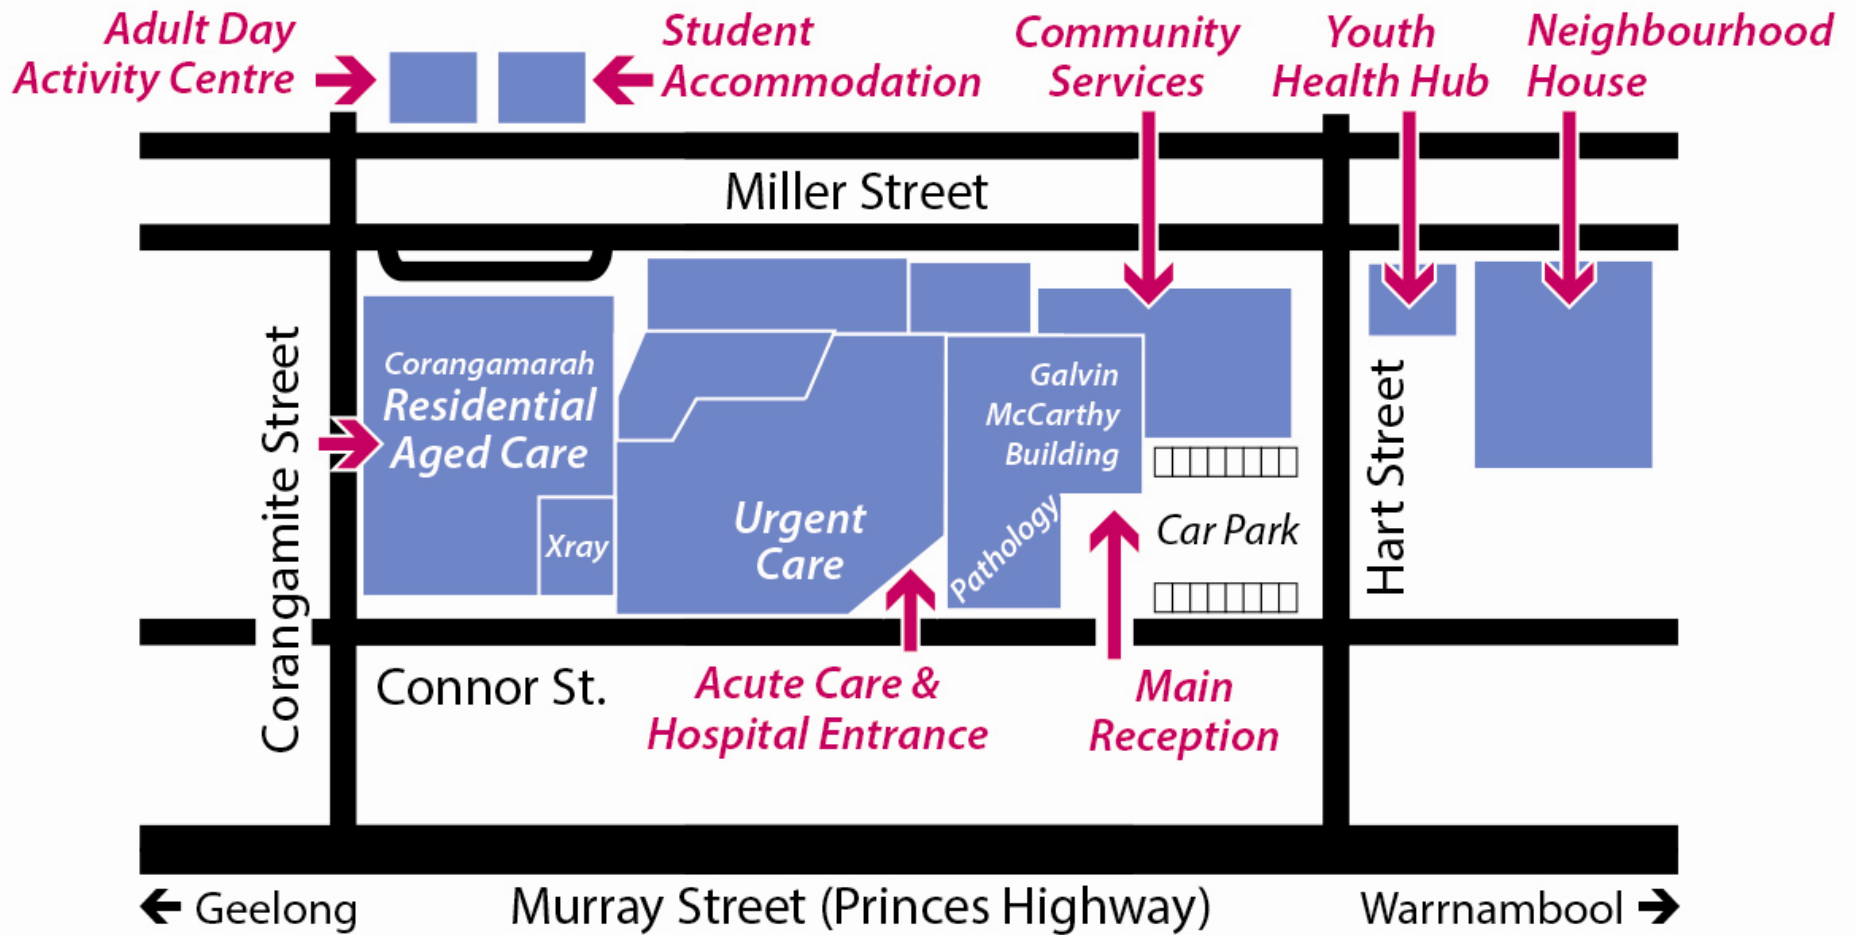 Adult Day
Activity Centre
Student
Accommodation
Community
Services
Youth
Health Hub
Neighbourhood
House
Miller Street
Corangamite Street
Corangamarah
Residential
Aged Care
Xray
Urgent
Care
Galvin
McCarthy
Building
Pathology
Car Park
Hart Street
Connor St.
Acute Care &
Hospital Entrance
Main
Reception
Geelong
Murray Street (Princes Highway)
Warrnambool